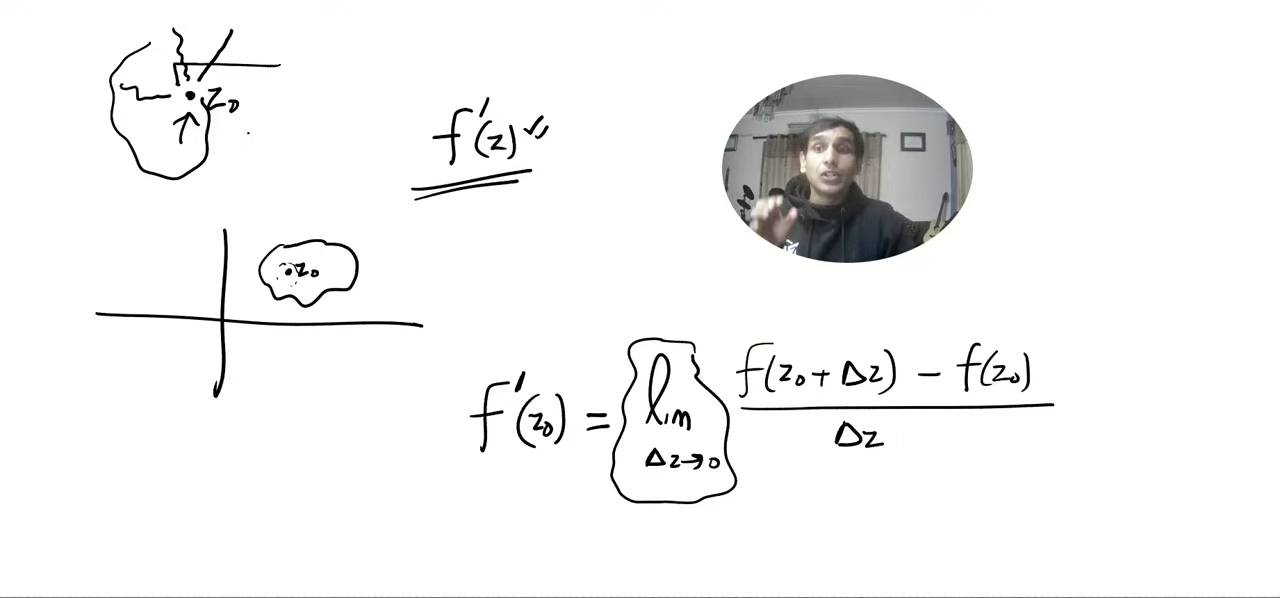 z₀
f'(z)
z₀
f'(z₀) = lim Δz→0 f(z₀ + Δz) − f(z₀) / Δz